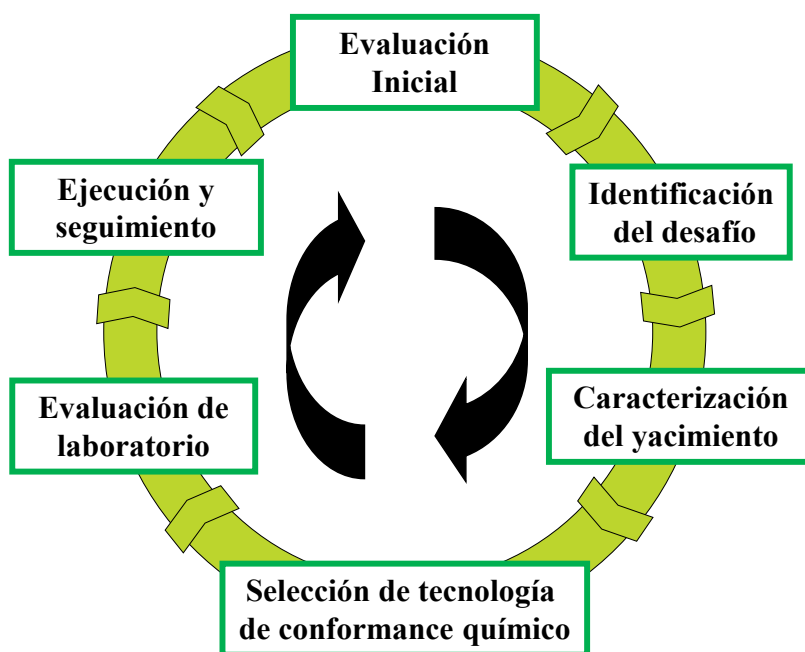 Evaluación
Inicial
Identificación
del desafío
Caracterización
del yacimiento
Selección de tecnología
de conformance químico
Evaluación de
laboratorio
Ejecución y
seguimiento